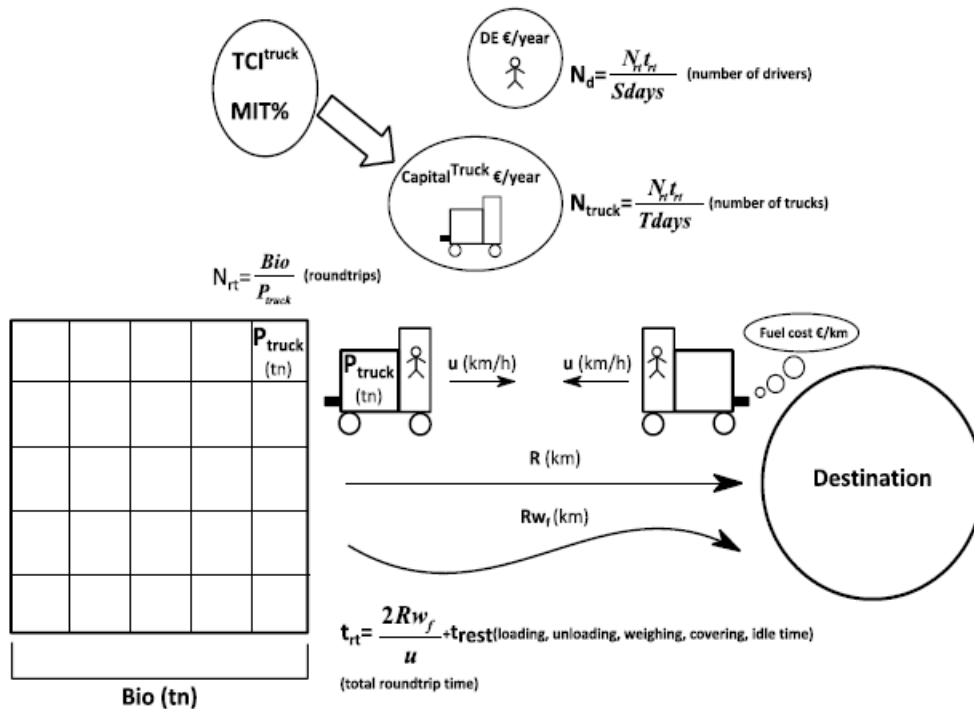 TCI^truck
MIT%
DE €/year
N_d = N_rt t_rt / Sdays (number of drivers)
Capital^Truck €/year
N_truck = N_rt t_rt / Tdays (number of trucks)
N_rt = Bio / P_truck (roundtrips)
P_truck
(tn)
P_truck
(tn)
u (km/h)
u (km/h)
Fuel cost €/km
R (km)
Rw_f (km)
Destination
t_rt = 2Rw_f / u + trest(loading, unloading, weighing, covering, idle time)
(total roundtrip time)
Bio (tn)